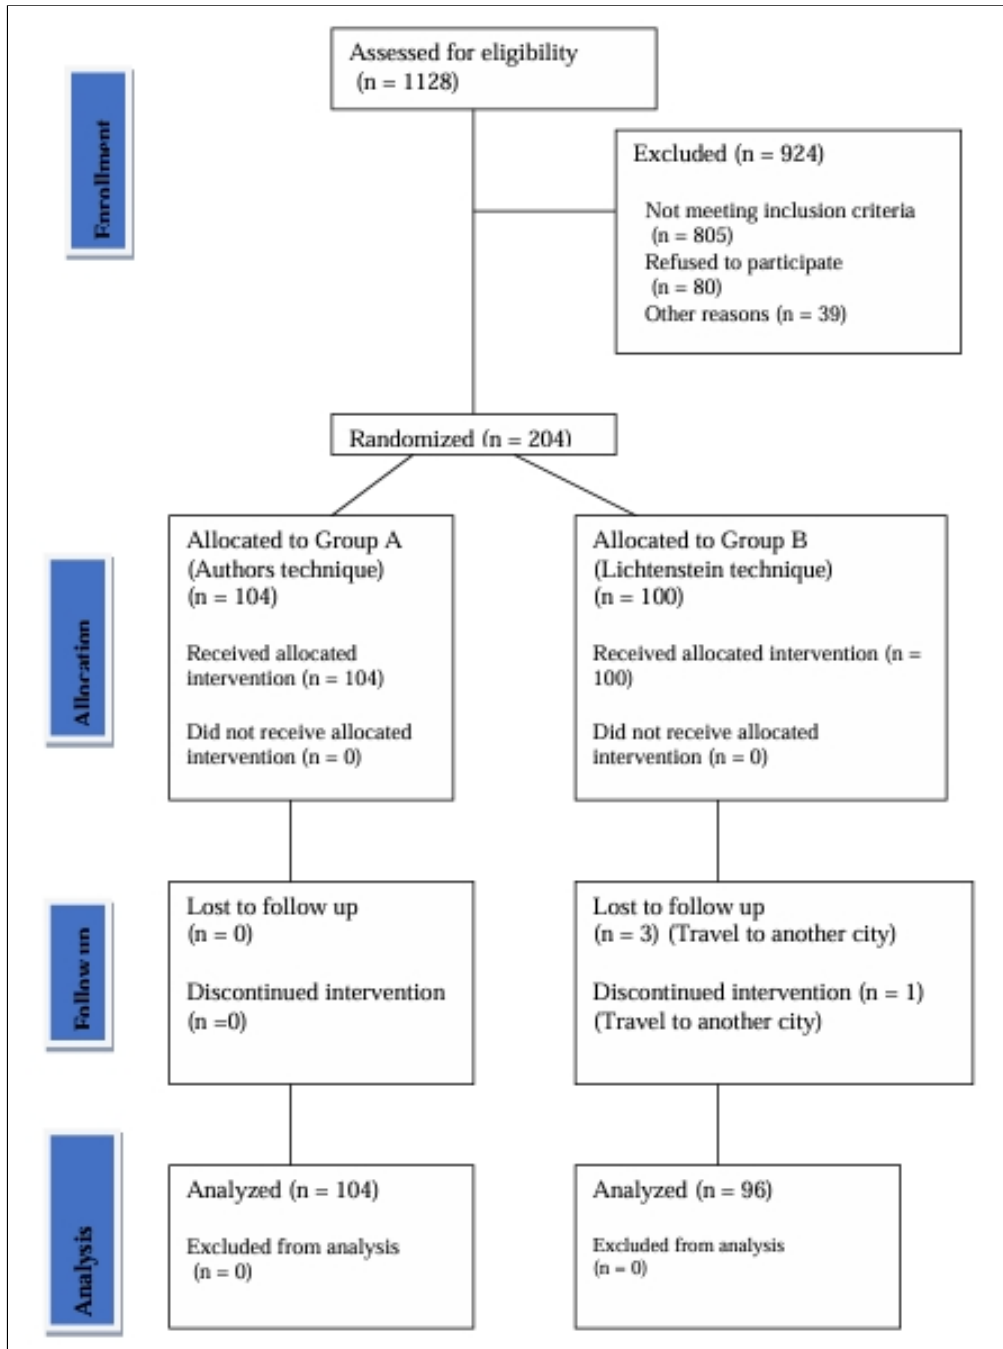 Enrollment
Assessed for eligibility
(n = 1128)
Excluded (n = 924)
Not meeting inclusion criteria
(n = 805)
Refused to participate
(n = 80)
Other reasons (n = 39)
Randomized (n = 204)
Allocation
Allocated to Group A
(Authors technique)
(n = 104)
Received allocated
intervention (n = 104)
Did not receive allocated
intervention (n = 0)
Allocated to Group B
(Lichtenstein technique)
(n = 100)
Received allocated intervention (n =
100)
Did not receive allocated
intervention (n = 0)
Follow up
Lost to follow up
(n = 0)
Discontinued intervention
(n =0)
Lost to follow up
(n = 3) (Travel to another city)
Discontinued intervention (n = 1)
(Travel to another city)
Analysis
Analyzed (n = 104)
Excluded from analysis
(n = 0)
Analyzed (n = 96)
Excluded from analysis
(n = 0)